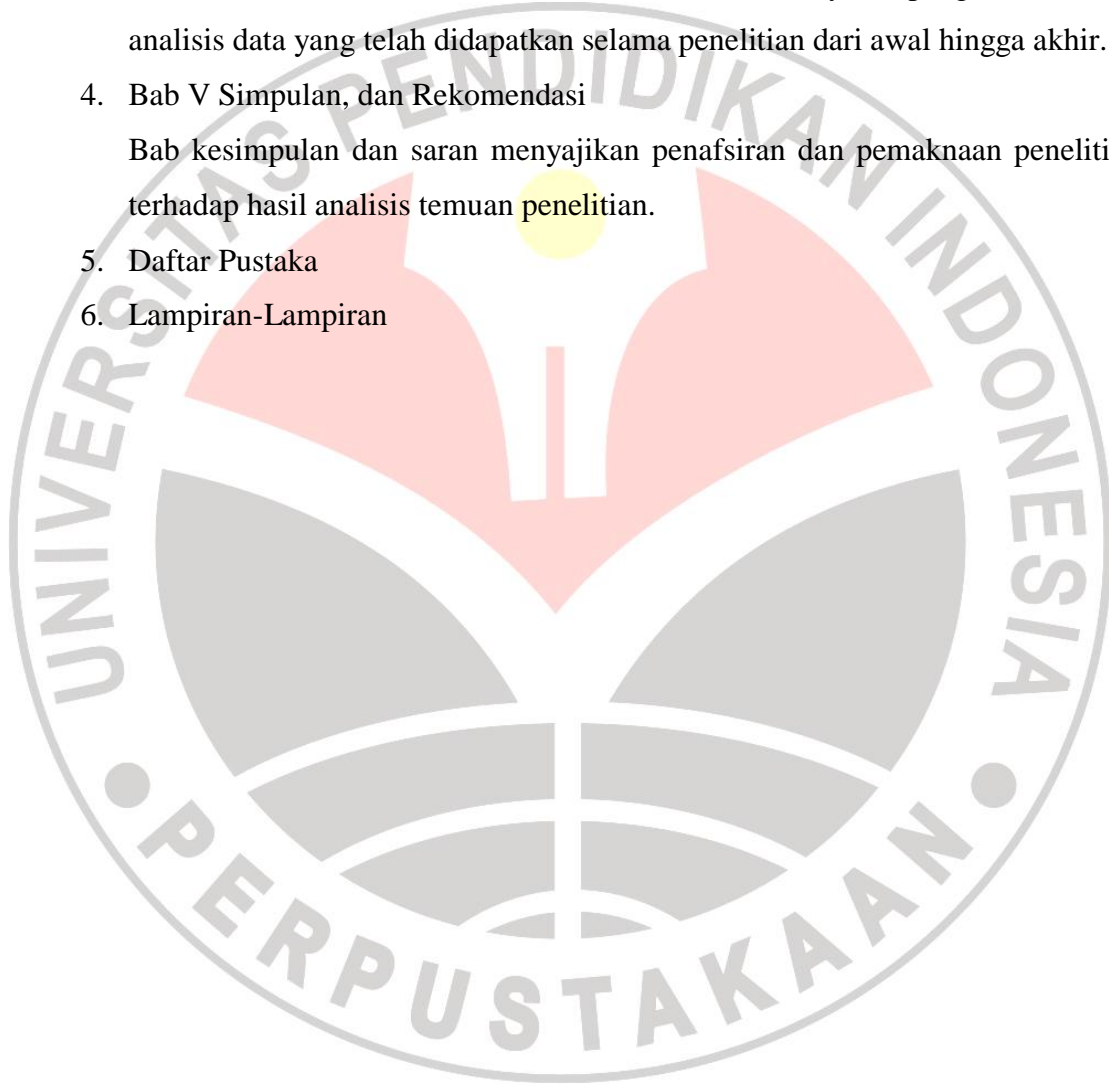 analisis data yang telah didapatkan selama penelitian dari awal hingga akhir.
4. Bab V Simpulan, dan Rekomendasi
Bab kesimpulan dan saran menyajikan penafsiran dan pemaknaan peneliti
terhadap hasil analisis temuan penelitian.
5. Daftar Pustaka
6. Lampiran-Lampiran
UNIVERSITAS PENDIDIKAN INDONESIA
PERPUSTAKAAN